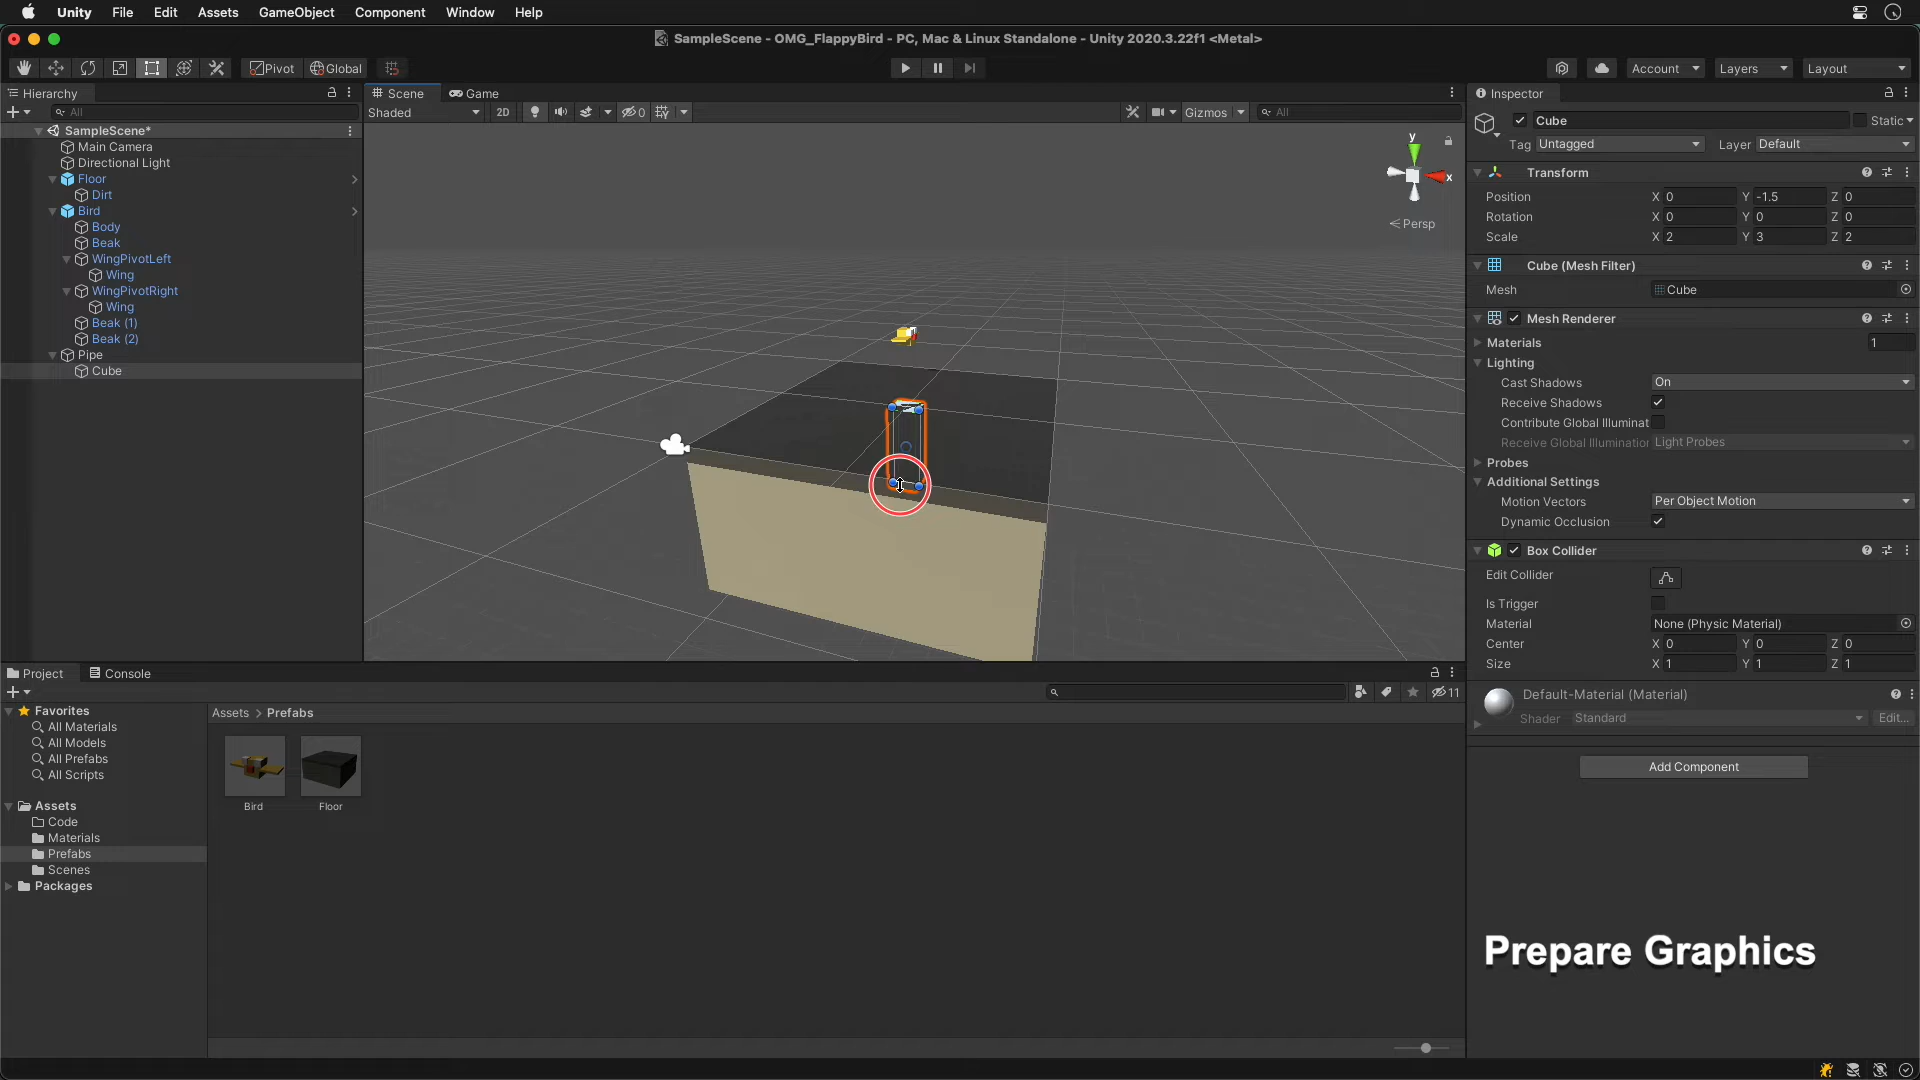 Unity File Edit Assets GameObject Component Window Help
SampleScene - OMG_FlappyBird - PC, Mac & Linux Standalone - Unity 2020.3.22f1 <Metal>
Pivot Global Account Layers Layout
Hierarchy
All
SampleScene*
Main Camera
Directional Light
Floor
Dirt
Bird
Body
Beak
WingPivotLeft
Wing
WingPivotRight
Wing
Beak (1)
Beak (2)
Pipe
Cube
Scene Game
Shaded 2D 0 Gizmos All
y
x
Persp
Inspector
Cube Static
Tag Untagged Layer Default
Transform
Position X 0 Y -1.5 Z 0
Rotation X 0 Y 0 Z 0
Scale X 2 Y 3 Z 2
Cube (Mesh Filter)
Mesh Cube
Mesh Renderer
Materials 1
Lighting
Cast Shadows On
Receive Shadows
Contribute Global Illuminat
Receive Global Illumination Light Probes
Probes
Additional Settings
Motion Vectors Per Object Motion
Dynamic Occlusion
Box Collider
Edit Collider
Is Trigger
Material None (Physic Material)
Center X 0 Y 0 Z 0
Size X 1 Y 1 Z 1
Default-Material (Material)
Shader Standard Edit...
Add Component
Prepare Graphics
Project Console
11
Favorites
All Materials
All Models
All Prefabs
All Scripts
Assets
Code
Materials
Prefabs
Scenes
Packages
Assets > Prefabs
Bird Floor